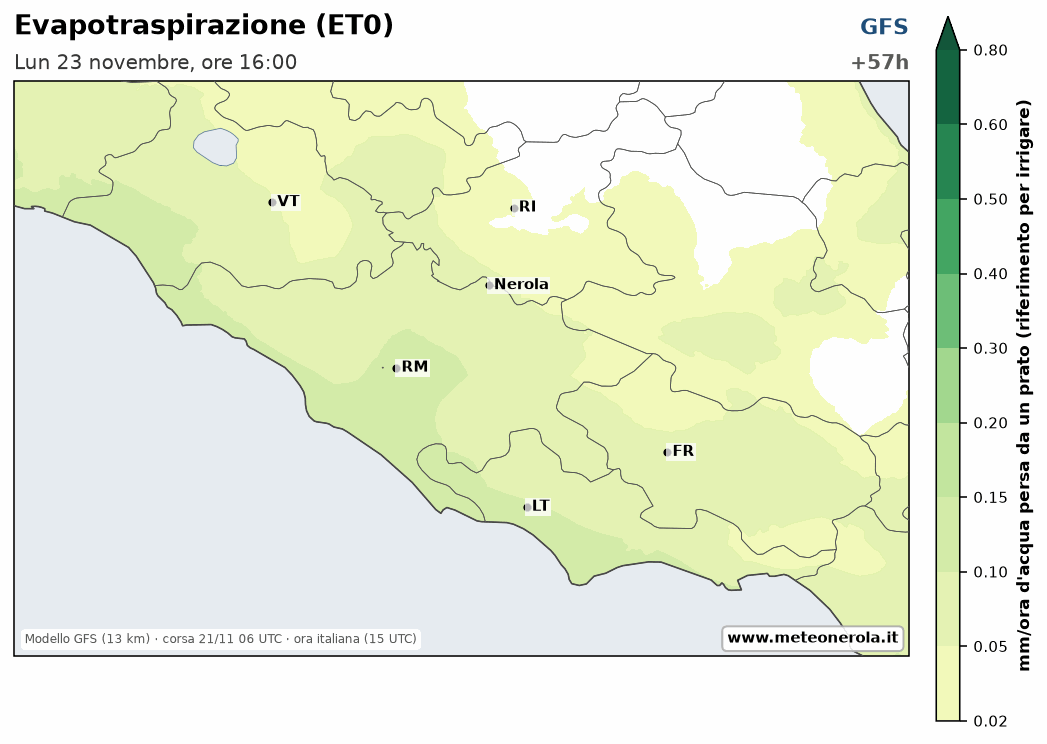 Evapotraspirazione (ET0)
GFS
Lun 23 novembre, ore 16:00
+57h
VT
RI
Nerola
RM
FR
LT
Modello GFS (13 km) · corsa 21/11 06 UTC · ora italiana (15 UTC)
www.meteonerola.it
0.80
0.60
0.50
0.40
0.30
0.20
0.15
0.10
0.05
0.02
mm/ora d'acqua persa da un prato (riferimento per irrigare)